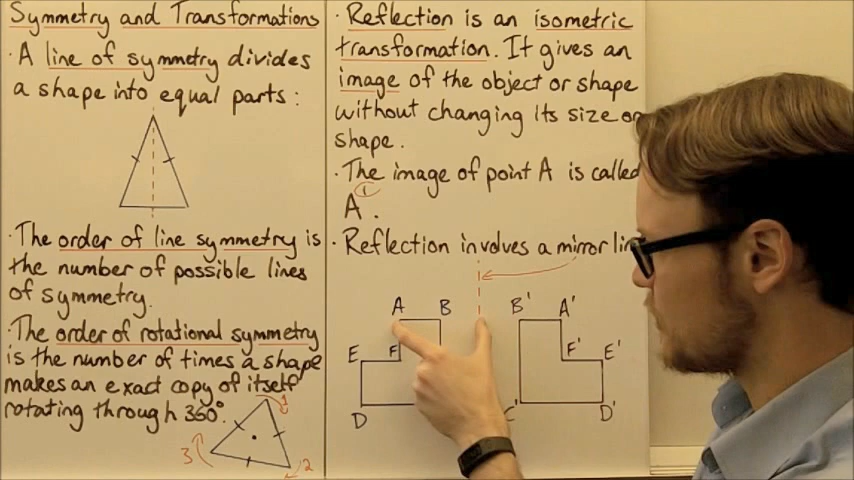 Symmetry and Transformations
· A line of symmetry divides
a shape into equal parts:
· The order of line symmetry is
the number of possible lines
of symmetry.
· The order of rotational symmetry
is the number of times a shape
makes an exact copy of itself
rotating through 360°.
1
3
2
· Reflection is an isometric
transformation. It gives an
image of the object or shape
without changing its size or
shape.
· The image of point A is called
A'.
· Reflection involves a mirror
A B B' A'
E F F' E'
D C' D'